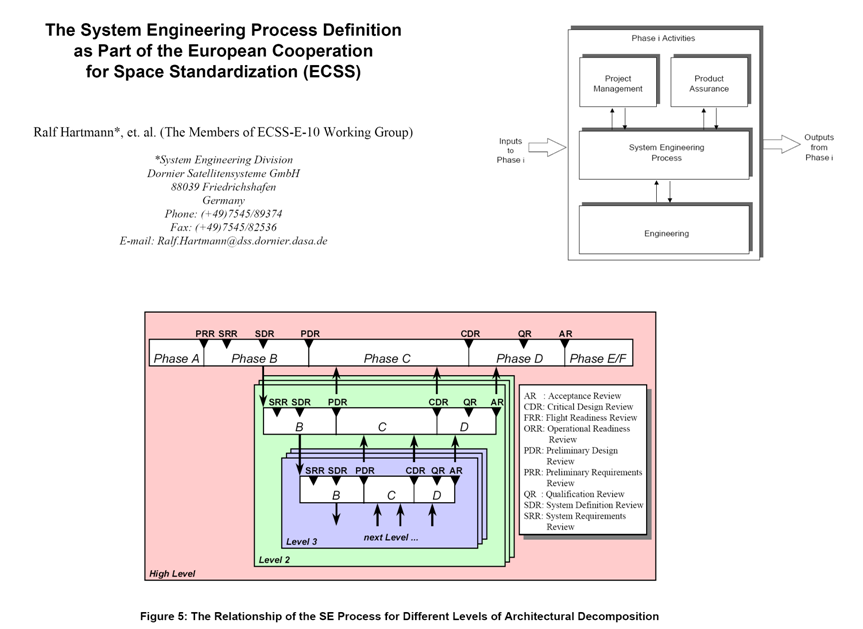 The System Engineering Process Definition
as Part of the European Cooperation
for Space Standardization (ECSS)
Ralf Hartmann*, et. al. (The Members of ECSS-E-10 Working Group)
*System Engineering Division
Dornier Satellitensysteme GmbH
88039 Friedrichshafen
Germany
Phone: (+49)7545/89374
Fax: (+49)7545/82536
E-mail: Ralf.Hartmann@dss.dornier.dasa.de
Phase i Activities
Project
Management
Product
Assurance
Inputs
to
Phase i
System Engineering
Process
Outputs
from
Phase i
Engineering
PRR SRR SDR PDR CDR QR AR
Phase A Phase B Phase C Phase D Phase E/F
SRR SDR PDR CDR QR AR
B C D
SRR SDR PDR CDR QR AR
B C D
next Level ...
Level 3
Level 2
High Level
AR : Acceptance Review
CDR: Critical Design Review
FRR: Flight Readiness Review
ORR: Operational Readiness
Review
PDR: Preliminary Design
Review
PRR: Preliminary Requirements
Review
QR : Qualification Review
SDR: System Definition Review
SRR: System Requirements
Review
Figure 5: The Relationship of the SE Process for Different Levels of Architectural Decomposition